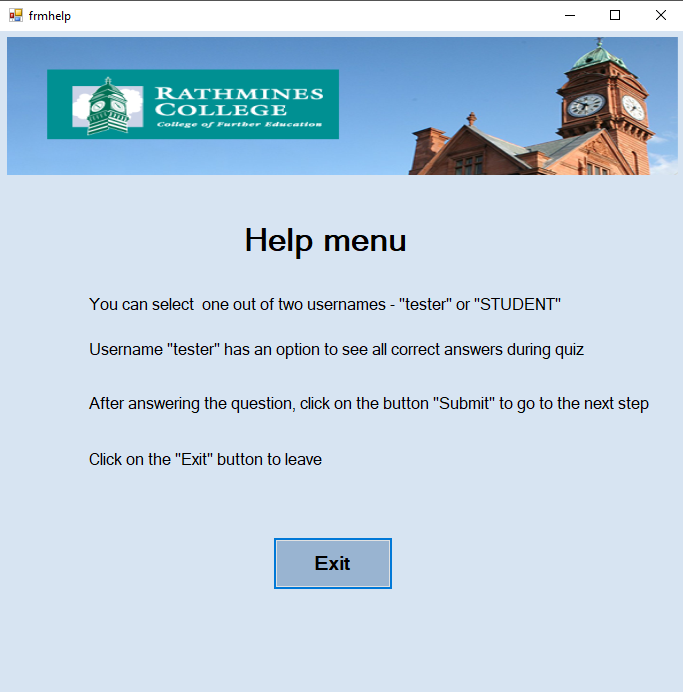 frmhelp
RATHMINES
COLLEGE
College of Further Education
Help menu
You can select  one out of two usernames - "tester" or "STUDENT"
Username "tester" has an option to see all correct answers during quiz
After answering the question, click on the button "Submit" to go to the next step
Click on the "Exit" button to leave
Exit